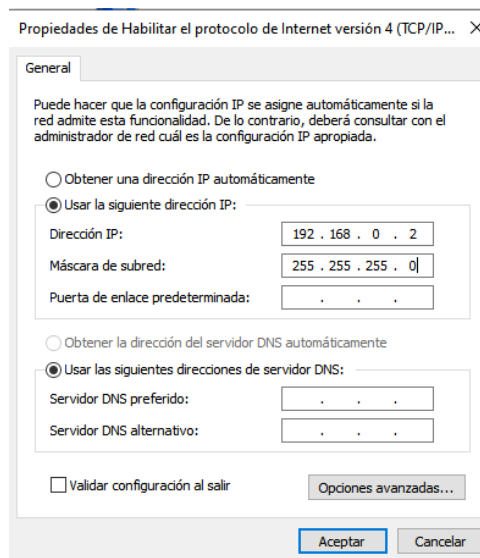 Propiedades de Habilitar el protocolo de Internet versión 4 (TCP/IP...
General
Puede hacer que la configuración IP se asigne automáticamente si la
red admite esta funcionalidad. De lo contrario, deberá consultar con el
administrador de red cuál es la configuración IP apropiada.
Obtener una dirección IP automáticamente
Usar la siguiente dirección IP:
Dirección IP: 192 . 168 . 0 . 2
Máscara de subred: 255 . 255 . 255 . 0
Puerta de enlace predeterminada: . . .
Obtener la dirección del servidor DNS automáticamente
Usar las siguientes direcciones de servidor DNS:
Servidor DNS preferido: . . .
Servidor DNS alternativo: . . .
Validar configuración al salir Opciones avanzadas...
Aceptar Cancelar